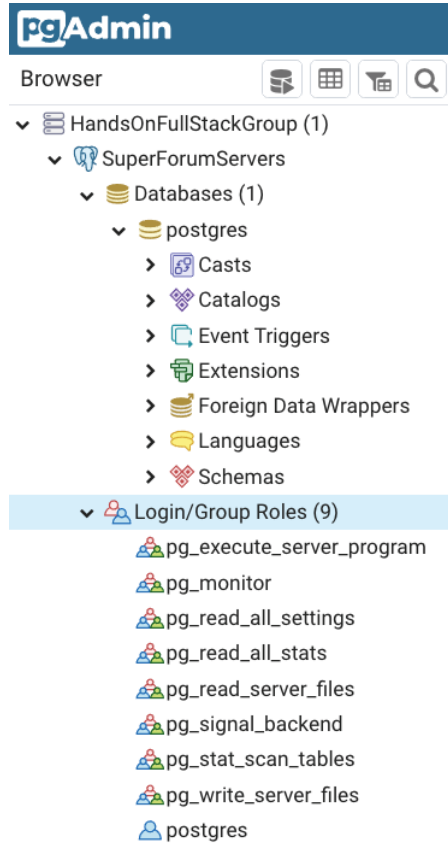 pgAdmin
Browser
HandsOnFullStackGroup (1)
SuperForumServers
Databases (1)
postgres
Casts
Catalogs
Event Triggers
Extensions
Foreign Data Wrappers
Languages
Schemas
Login/Group Roles (9)
pg_execute_server_program
pg_monitor
pg_read_all_settings
pg_read_all_stats
pg_read_server_files
pg_signal_backend
pg_stat_scan_tables
pg_write_server_files
postgres